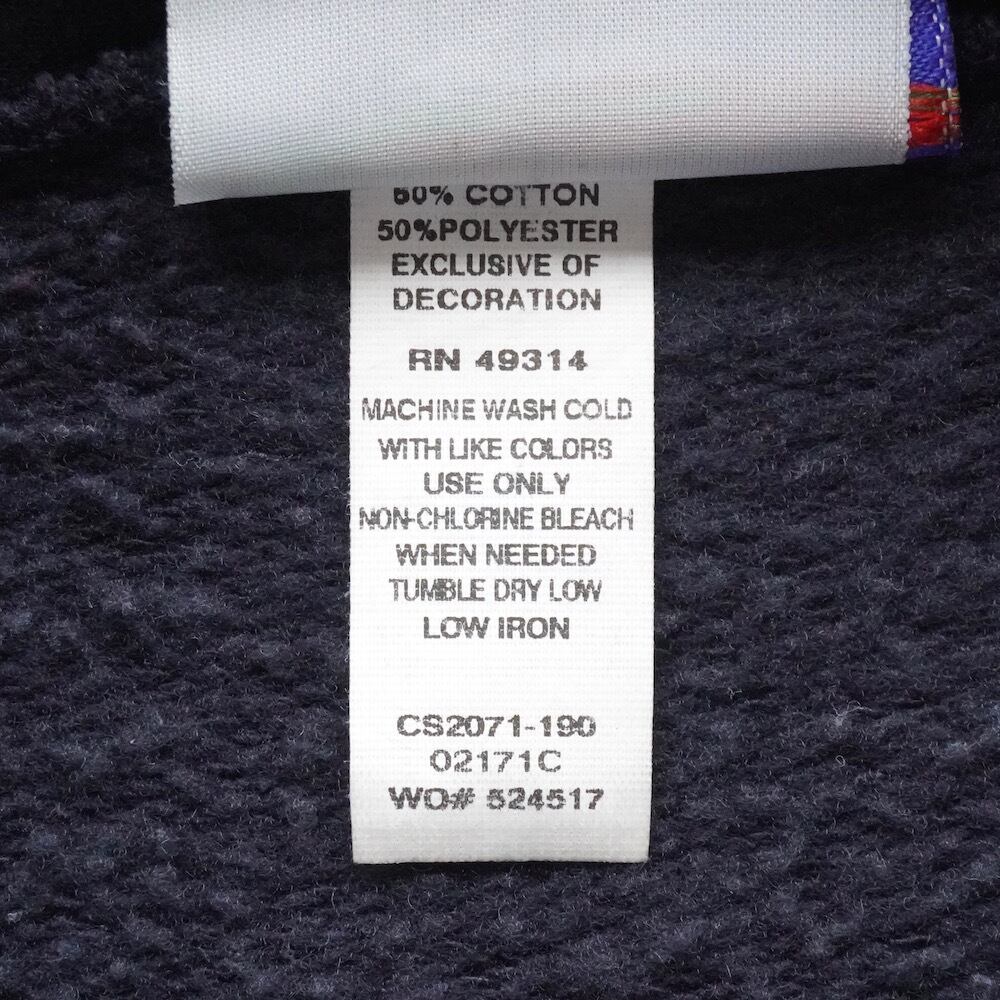 50% COTTON
50%POLYESTER
EXCLUSIVE OF
DECORATION
RN 49314
MACHINE WASH COLD
WITH LIKE COLORS
USE ONLY
NON-CHLORINE BLEACH
WHEN NEEDED
TUMBLE DRY LOW
LOW IRON
CS2071-190
02171C
WO# 524517